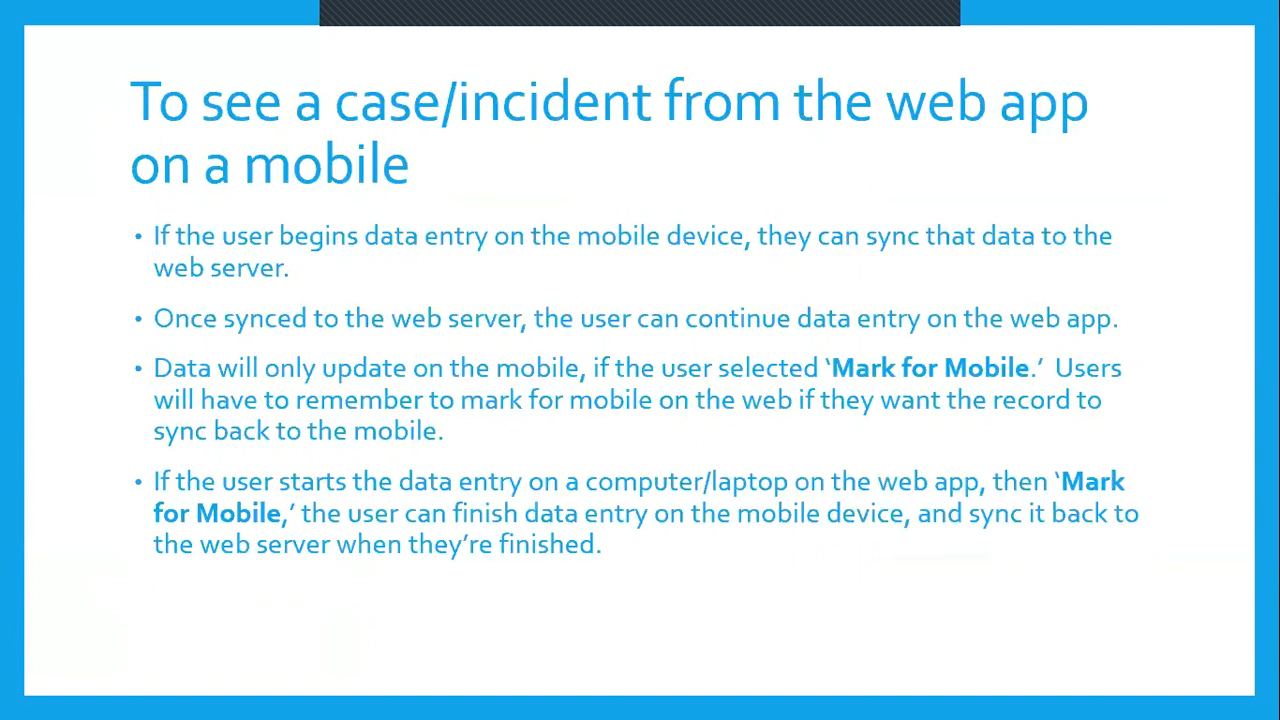 To see a case/incident from the web app
on a mobile
• If the user begins data entry on the mobile device, they can sync that data to the
web server.
• Once synced to the web server, the user can continue data entry on the web app.
• Data will only update on the mobile, if the user selected ‘Mark for Mobile.’  Users
will have to remember to mark for mobile on the web if they want the record to
sync back to the mobile.
• If the user starts the data entry on a computer/laptop on the web app, then ‘Mark
for Mobile,’ the user can finish data entry on the mobile device, and sync it back to
the web server when they’re finished.